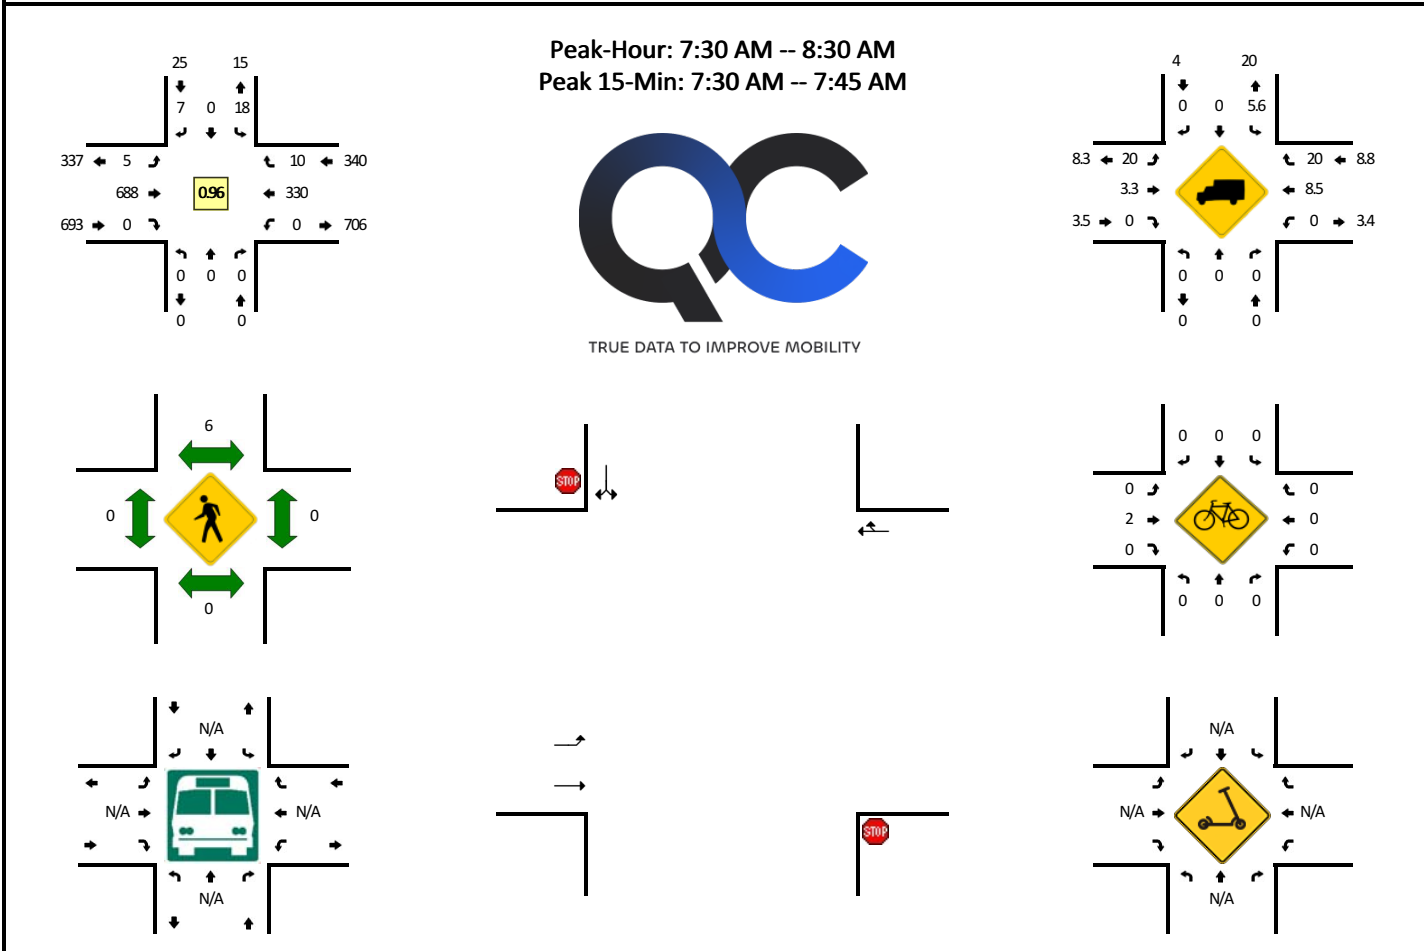 Peak-Hour: 7:30 AM -- 8:30 AM
Peak 15-Min: 7:30 AM -- 7:45 AM
25 15
7 0 18
337 5 10 340
688 0.96 330
693 0 0 706
0 0 0
0 0
QC
TRUE DATA TO IMPROVE MOBILITY
4 20
0 0 5.6
8.3 20 20 8.8
3.3 8.5
3.5 0 0 3.4
0 0 0
0 0
6
0 0
0
STOP
STOP
0 0 0
0 0
2 0
0 0
0 0 0
N/A
N/A N/A
N/A
N/A
N/A N/A
N/A